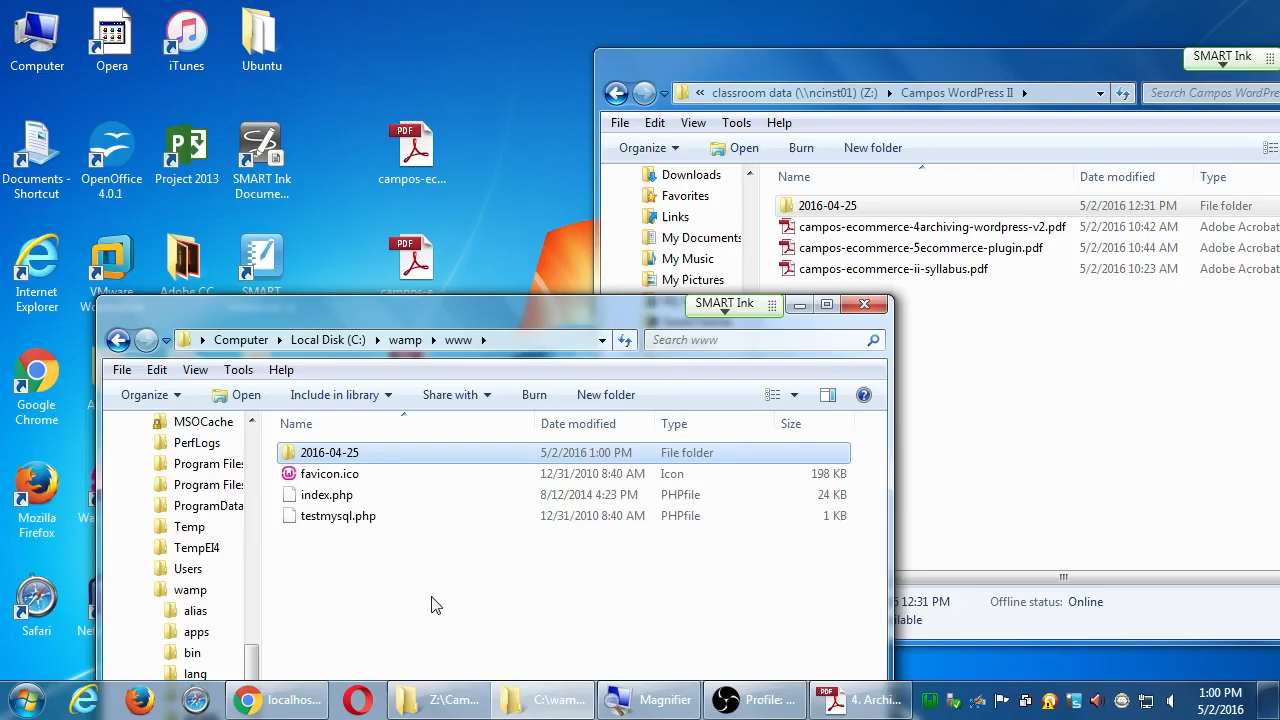 Computer
Opera
iTunes
Ubuntu
Documents -
Shortcut
OpenOffice
4.0.1
Project 2013
SMART Ink
Docume...
PDF
campos-ec...
Internet
Explorer
Adobe CC
SMART
PDF
Google
Chrome
Mozilla
Firefox
Safari
SMART Ink
« classroom data (\\ncinst01) (Z:) Campos WordPress II
Search Campos WordPre
File Edit View Tools Help
Organize Open Burn New folder
Name Date modified Type
Downloads
Favorites
Links
My Documents
My Music
My Pictures
2016-04-25 5/2/2016 12:31 PM File folder
campos-ecommerce-4archiving-wordpress-v2.pdf 5/2/2016 10:42 AM Adobe Acrobat
campos-ecommerce-5ecommerce-plugin.pdf 5/2/2016 10:44 AM Adobe Acrobat
campos-ecommerce-ii-syllabus.pdf 5/2/2016 10:23 AM Adobe Acrobat
12:31 PM Offline status: Online
SMART Ink
Computer Local Disk (C:) wamp www
Search www
File Edit View Tools Help
Organize Open Include in library Share with Burn New folder
MSOCache
PerfLogs
Program Files
Program Files
ProgramData
Temp
TempEI4
Users
wamp
alias
apps
bin
lang
Name Date modified Type Size
2016-04-25 5/2/2016 1:00 PM File folder
favicon.ico 12/31/2010 8:40 AM Icon 198 KB
index.php 8/12/2014 4:23 PM PHPfile 24 KB
testmysql.php 12/31/2010 8:40 AM PHPfile 1 KB
localhos... Z:\Cam... C:\wam... Magnifier Profile: ... PDF 4. Archi...
1:00 PM
5/2/2016